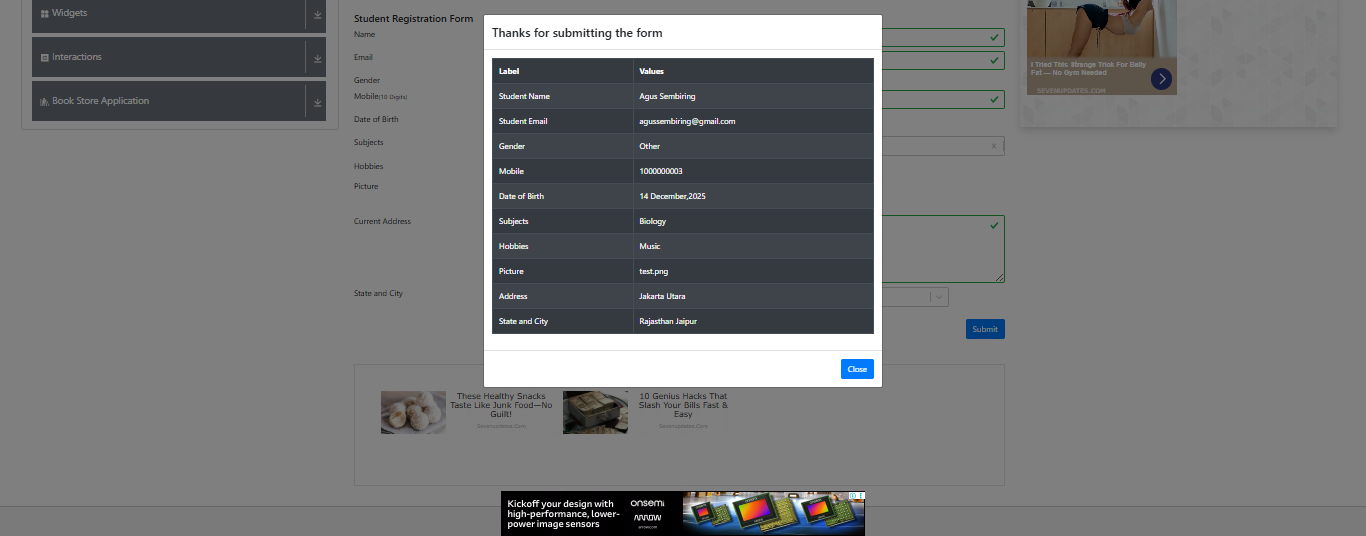 Widgets
Interactions
Book Store Application
Student Registration Form
Name
Email
Gender
Mobile(10 Digits)
Date of Birth
Subjects
Hobbies
Picture
Current Address
State and City
Submit
Thanks for submitting the form
Label Values
Student Name Agus Sembiring
Student Email agussembiring@gmail.com
Gender Other
Mobile 1000000003
Date of Birth 14 December,2025
Subjects Biology
Hobbies Music
Picture test.png
Address Jakarta Utara
State and City Rajasthan Jaipur
Close
I Tried This Strange Trick For Belly
Fat — No Gym Needed
SEVENUPDATES.COM
These Healthy Snacks
Taste Like Junk Food—No
Guilt!
Sevenupdates.Com
10 Genius Hacks That
Slash Your Bills Fast &
Easy
Sevenupdates.Com
Kickoff your design with
high-performance, lower-
power image sensors
onsemi
ARROW
arrow.com